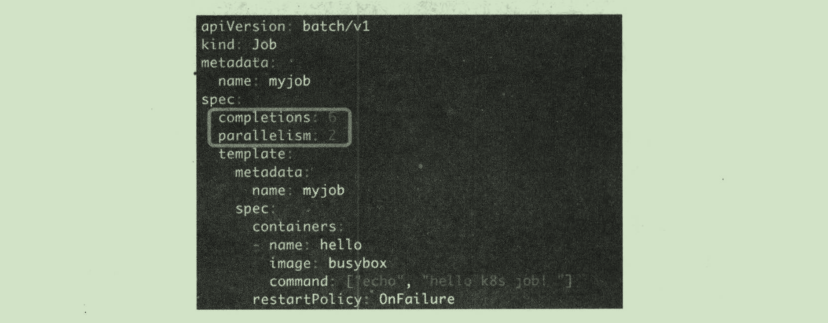 apiVersion: batch/v1
kind: Job
metadata:
  name: myjob
spec:
  completions: 6
  parallelism: 2
  template:
    metadata:
      name: myjob
    spec:
      containers:
      - name: hello
        image: busybox
        command: ["echo", "hello k8s job! "]
      restartPolicy: OnFailure